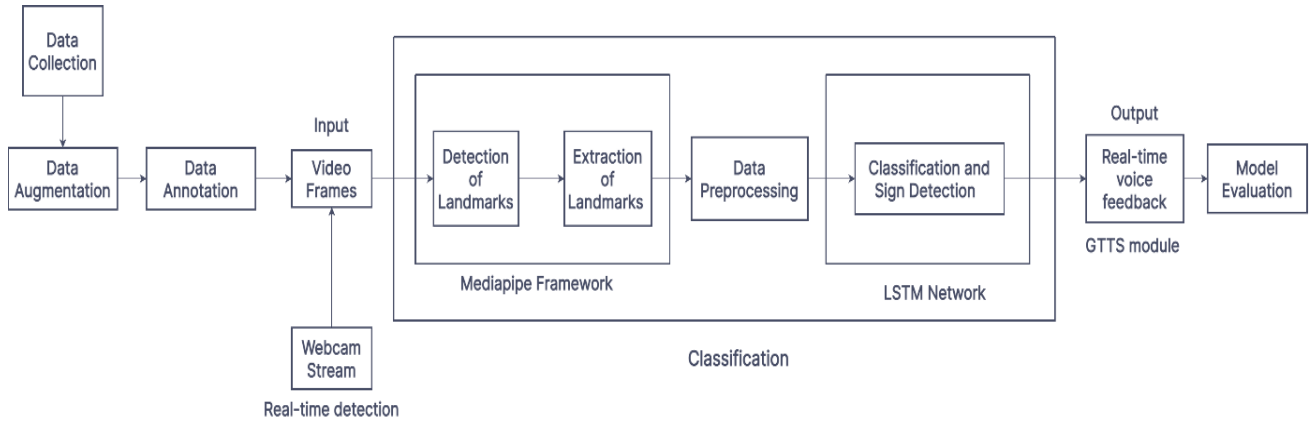 Data
Collection
Data
Augmentation
Data
Annotation
Input
Video
Frames
Webcam
Stream
Real-time detection
Detection
of
Landmarks
Extraction
of
Landmarks
Mediapipe Framework
Data
Preprocessing
Classification and
Sign Detection
LSTM Network
Classification
Output
Real-time
voice
feedback
GTTS module
Model
Evaluation